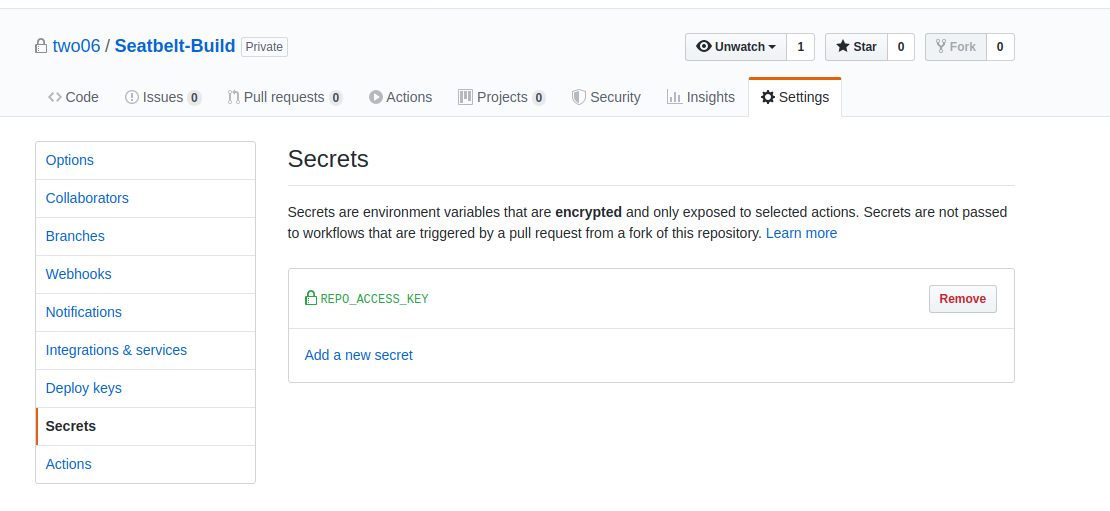 two06 / Seatbelt-Build Private Unwatch 1 Star 0 Fork 0
Code Issues 0 Pull requests 0 Actions Projects 0 Security Insights Settings
Options
Collaborators
Branches
Webhooks
Notifications
Integrations & services
Deploy keys
Secrets
Actions
Secrets
Secrets are environment variables that are encrypted and only exposed to selected actions. Secrets are not passed
to workflows that are triggered by a pull request from a fork of this repository. Learn more
REPO_ACCESS_KEY Remove
Add a new secret